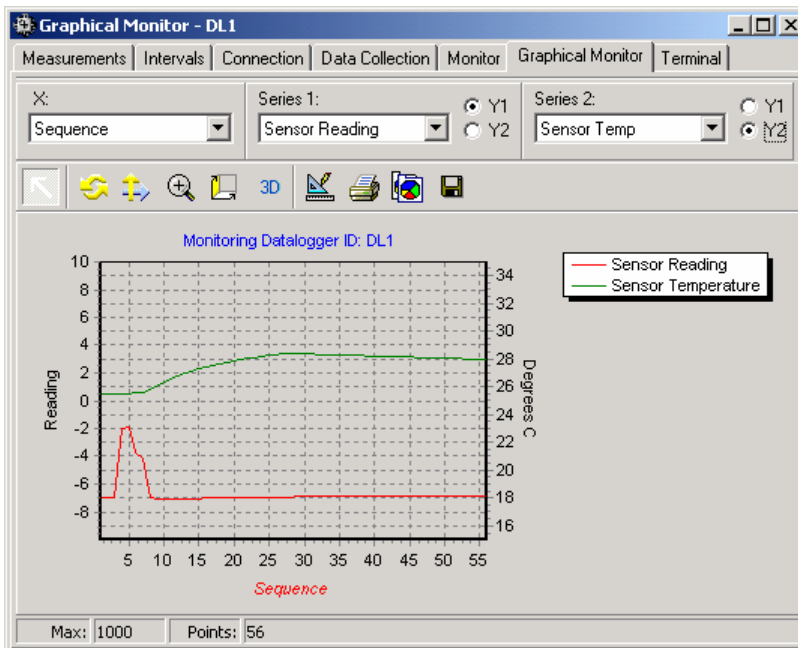 Graphical Monitor - DL1
Measurements Intervals Connection Data Collection Monitor Graphical Monitor Terminal
X: Series 1: Y1 Series 2: Y1
Sequence Sensor Reading Y2 Sensor Temp Y2
3D
Monitoring Datalogger ID: DL1
Sensor Reading
Sensor Temperature
10
8
6
4
2
0
-2
-4
-6
-8
Reading
34
32
30
28
26
24
22
20
18
16
Degrees C
5 10 15 20 25 30 35 40 45 50 55
Sequence
Max: 1000 Points: 56